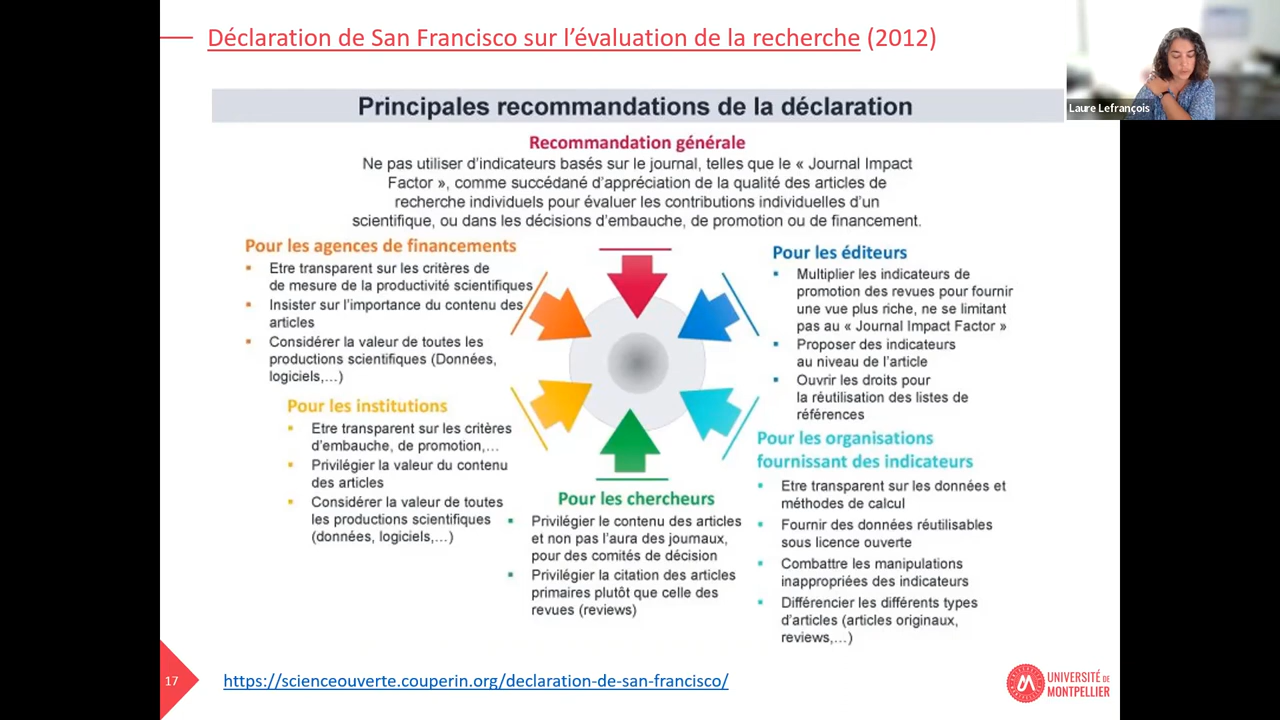 Déclaration de San Francisco sur l’évaluation de la recherche (2012)
Laure Lefrançois
Principales recommandations de la déclaration
Recommandation générale
Ne pas utiliser d’indicateurs basés sur le journal, telles que le « Journal Impact
Factor », comme succédané d’appréciation de la qualité des articles de
recherche individuels pour évaluer les contributions individuelles d’un
scientifique, ou dans les décisions d’embauche, de promotion ou de financement.
Pour les agences de financements
▪ Etre transparent sur les critères de
de mesure de la productivité scientifiques
▪ Insister sur l’importance du contenu des
articles
▪ Considérer la valeur de toutes les
productions scientifiques (Données,
logiciels,…)
Pour les institutions
▪ Etre transparent sur les critères
d’embauche, de promotion,…
▪ Privilégier la valeur du contenu
des articles
▪ Considérer la valeur de toutes
les productions scientifiques
(données, logiciels,…)
Pour les chercheurs
▪ Privilégier le contenu des articles
et non pas l’aura des journaux,
pour des comités de décision
▪ Privilégier la citation des articles
primaires plutôt que celle des
revues (reviews)
Pour les éditeurs
▪ Multiplier les indicateurs de
promotion des revues pour fournir
une vue plus riche, ne se limitant
pas au « Journal Impact Factor »
▪ Proposer des indicateurs
au niveau de l’article
▪ Ouvrir les droits pour
la réutilisation des listes de
références
Pour les organisations
fournissant des indicateurs
▪ Etre transparent sur les données et
méthodes de calcul
▪ Fournir des données réutilisables
sous licence ouverte
▪ Combattre les manipulations
inappropriées des indicateurs
▪ Différencier les différents types
d’articles (articles originaux,
reviews,…)
17
https://scienceouverte.couperin.org/declaration-de-san-francisco/
UNIVERSITÉ DE
MONTPELLIER